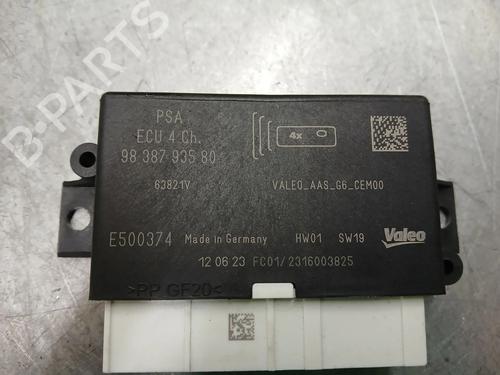 PSA
ECU 4 Ch.
98 387 935 80
4x
63821V
VALEO_AAS_G6_CEM00
E500374 Made in Germany HW01 SW19 Valeo
12 06 23 FC01/2316003825
>PP GF20<
B-PARTS